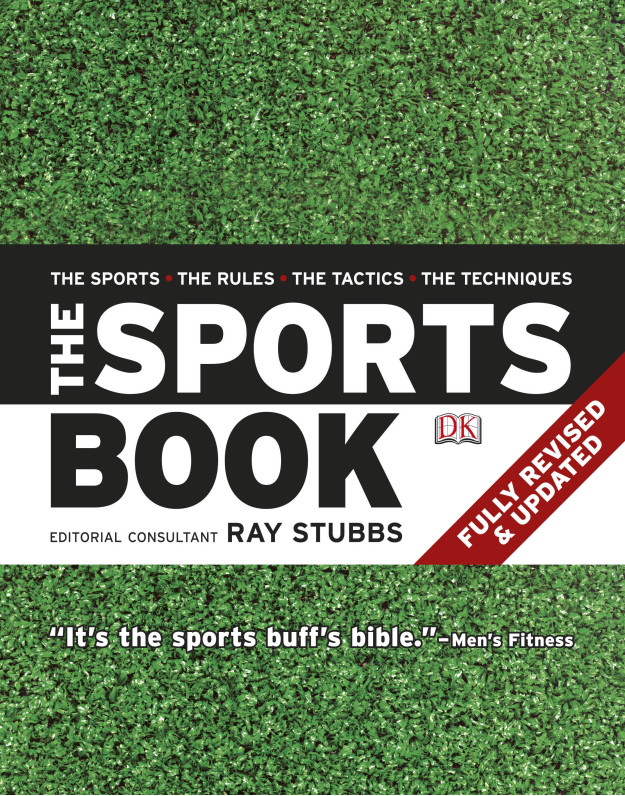 THE SPORTS • THE RULES • THE TACTICS • THE TECHNIQUES
THE SPORTS
BOOK
DK
FULLY REVISED
& UPDATED
EDITORIAL CONSULTANT RAY STUBBS
“It’s the sports buff’s bible.”–Men’s Fitness